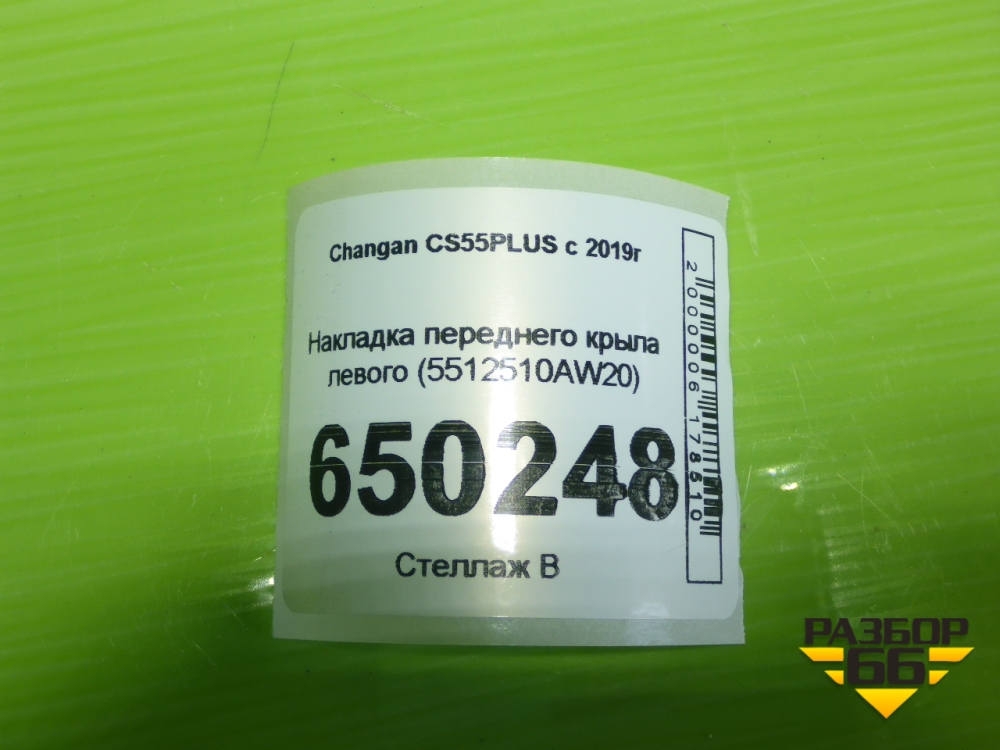 Changan CS55PLUS с 2019г
Накладка переднего крыла
левого (5512510AW20)
650248
Стеллаж В
2000006178510
РАЗБОР
66